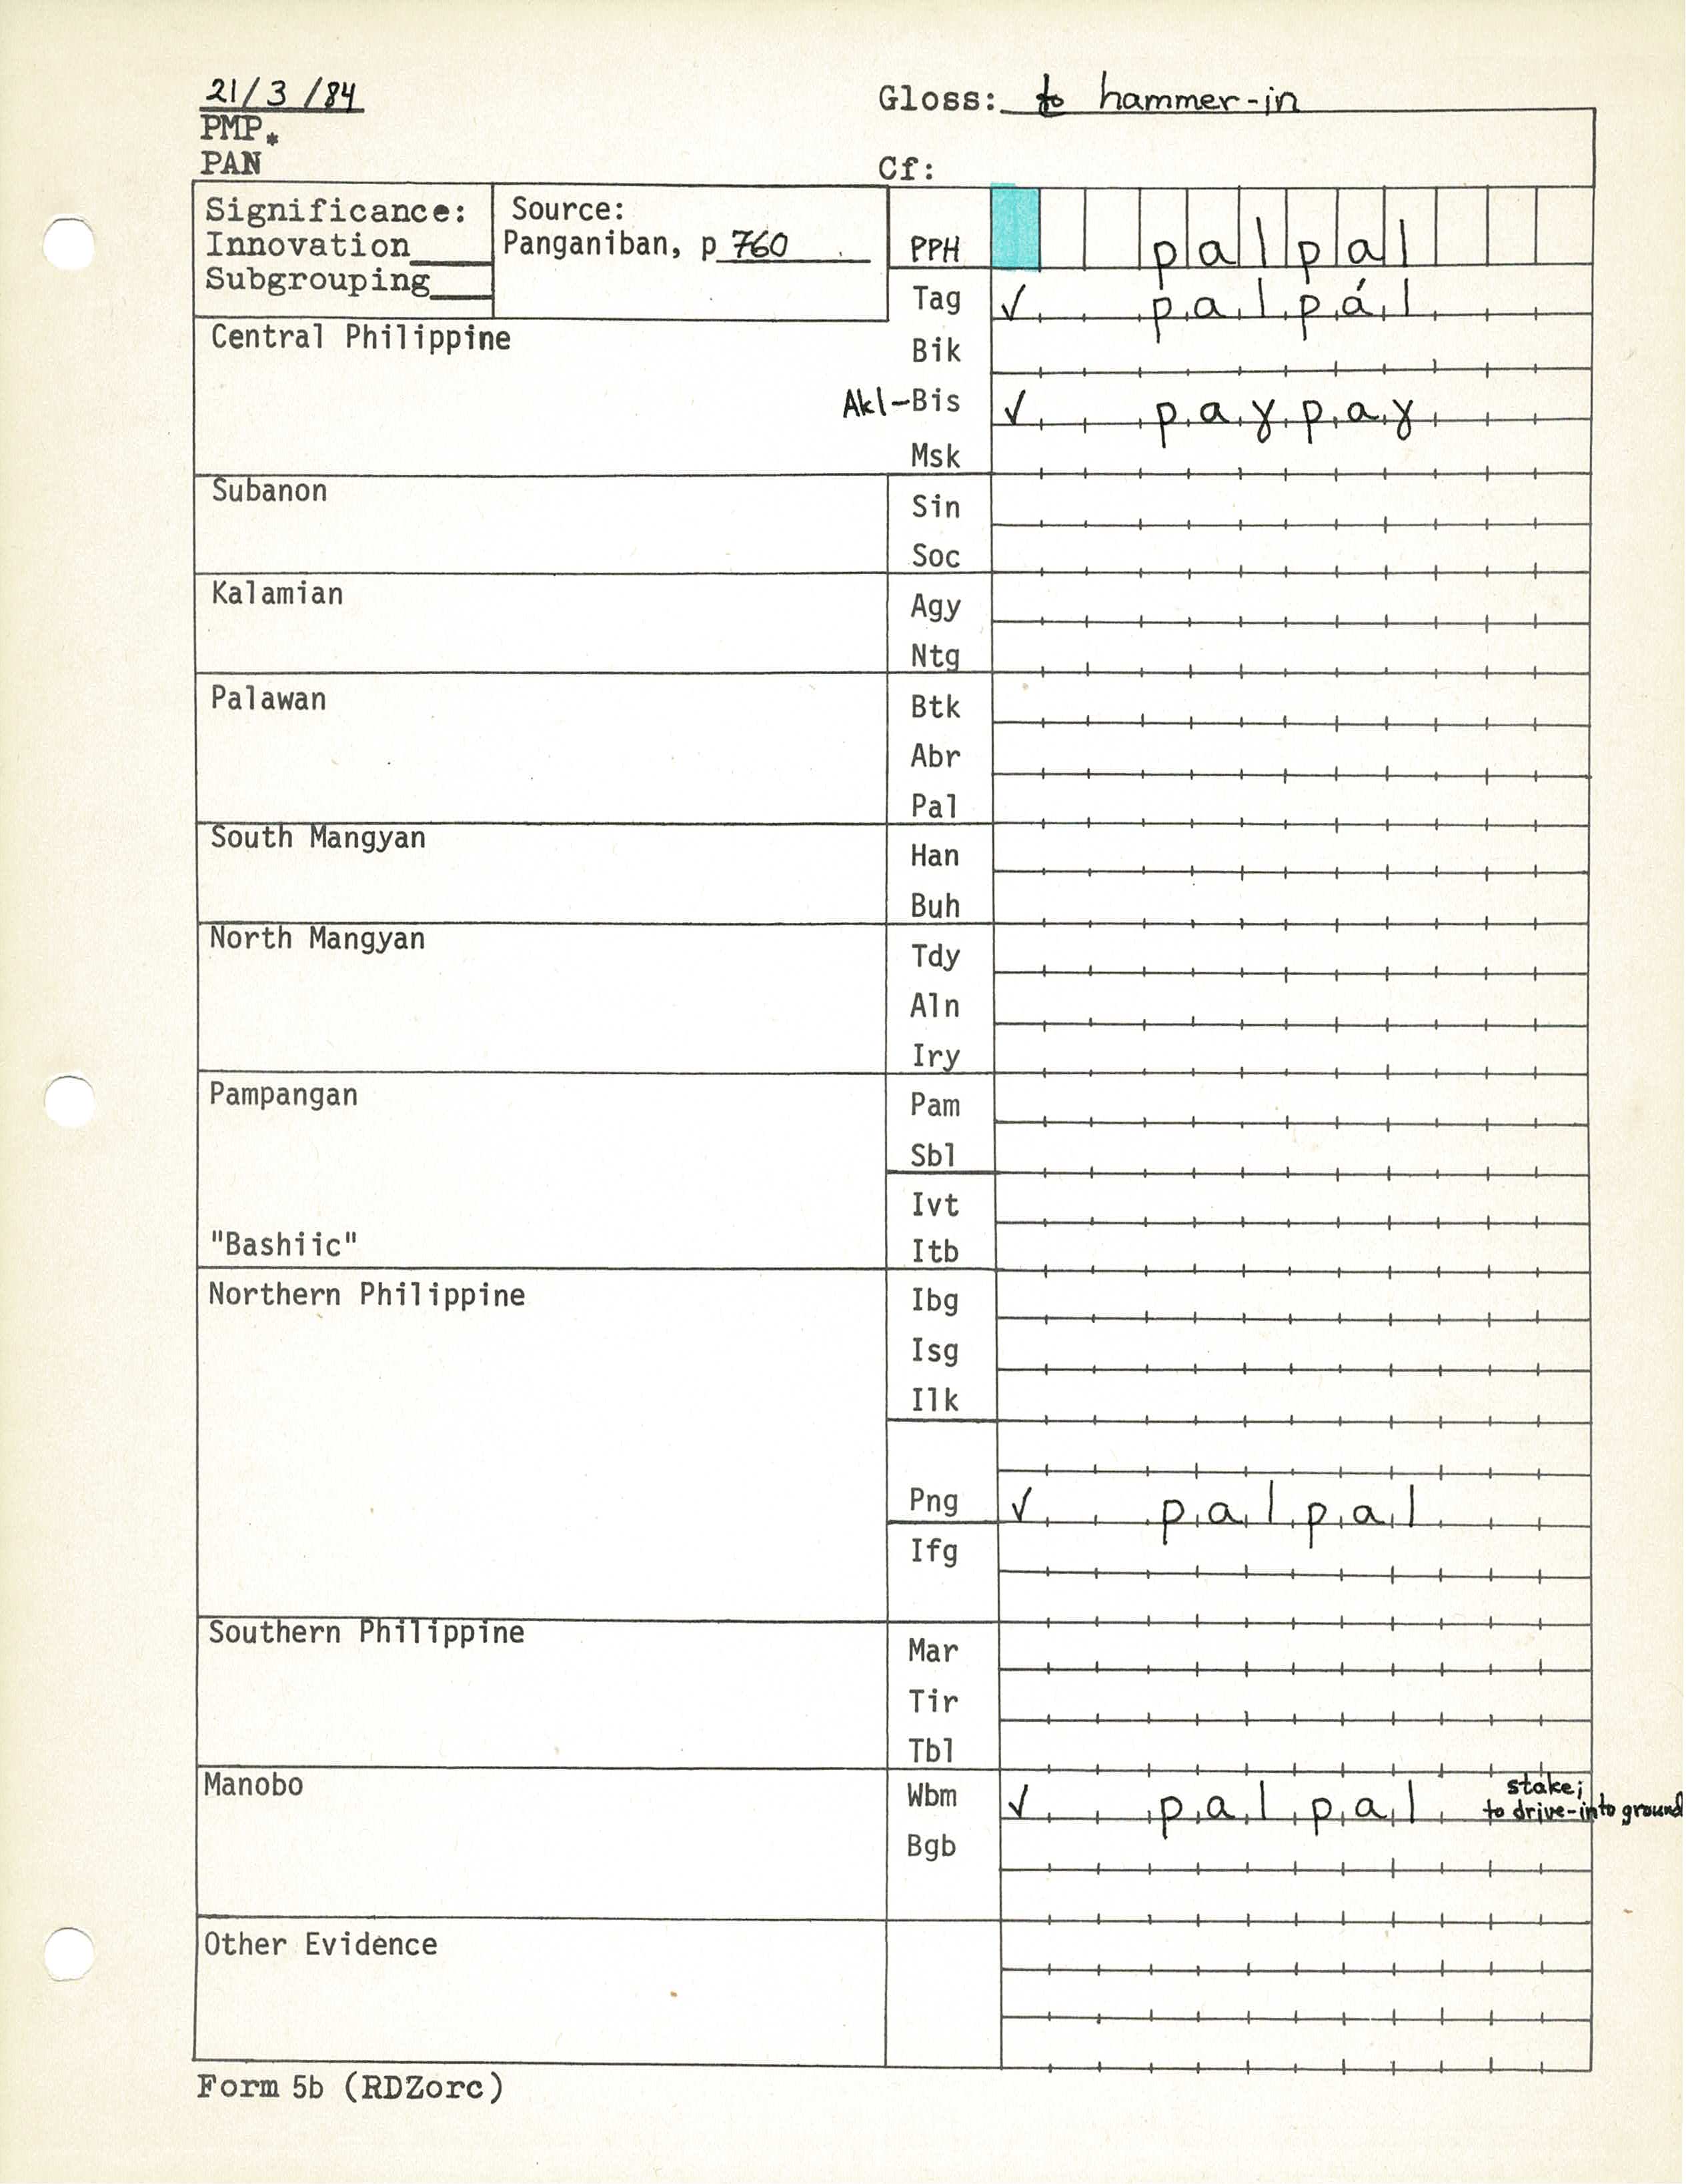 21/3/84
Gloss: to hammer-in
PMP *
PAN
Cf:
Significance:
Innovation____
Subgrouping____
Source:
Panganiban, p 760 .
PPH palpal
Tag ✓ palpál
Central Philippine
Bik
Akl-Bis ✓ payɣpaɣ
Msk
Subanon
Sin
Soc
Kalamian
Agy
Ntg
Palawan
Btk
Abr
Pal
South Mangyan
Han
Buh
North Mangyan
Tdy
Aln
Iry
Pampangan
Pam
Sbl
Ivt
"Bashiic"
Itb
Northern Philippine
Ibg
Isg
Ilk
Png ✓ palpal
Ifg
Southern Philippine
Mar
Tir
Tbl
Manobo
Wbm ✓ palpal stake;
to drive-into ground
Bgb
Other Evidence
Form 5b (RDZorc)